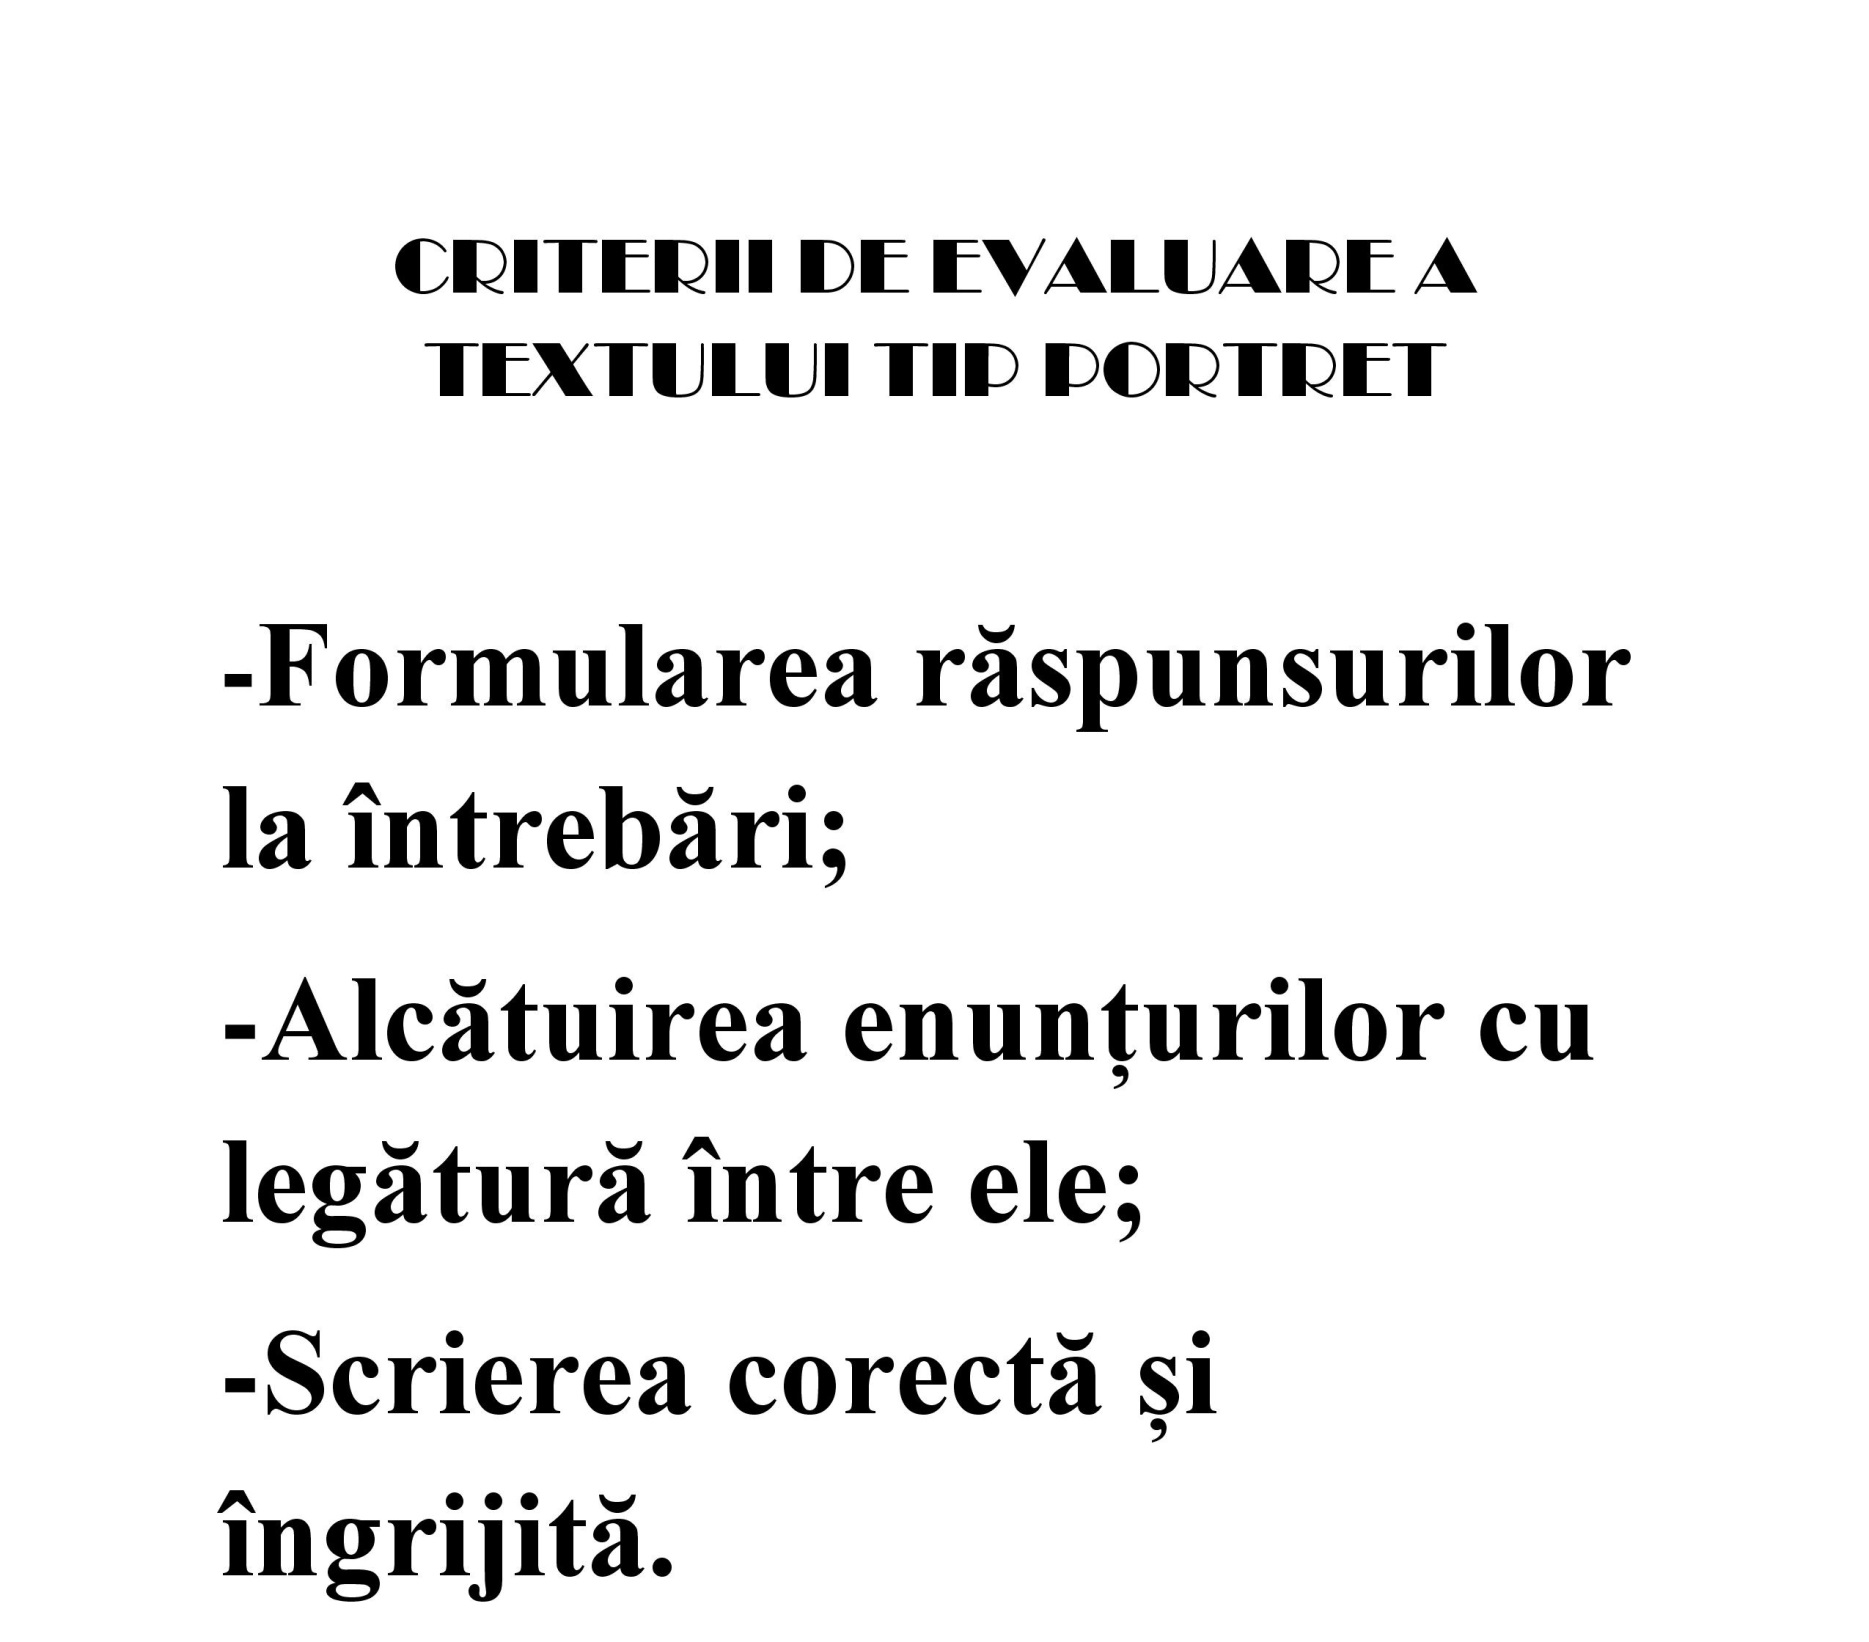 CRITERII DE EVALUARE A
TEXTULUI TIP PORTRET
-Formularea răspunsurilor
la întrebări;
-Alcătuirea enunțurilor cu
legătură între ele;
-Scrierea corectă și
îngrijită.